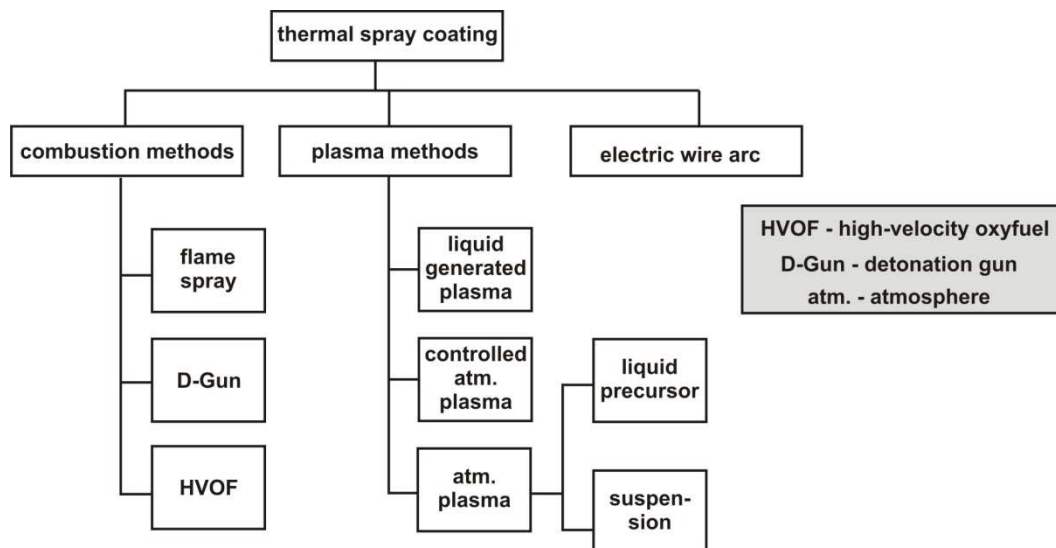 thermal spray coating
combustion methods
plasma methods
electric wire arc
flame
spray
D-Gun
HVOF
liquid
generated
plasma
controlled
atm.
plasma
atm.
plasma
liquid
precursor
suspen-
sion
HVOF - high-velocity oxyfuel
D-Gun - detonation gun
atm. - atmosphere